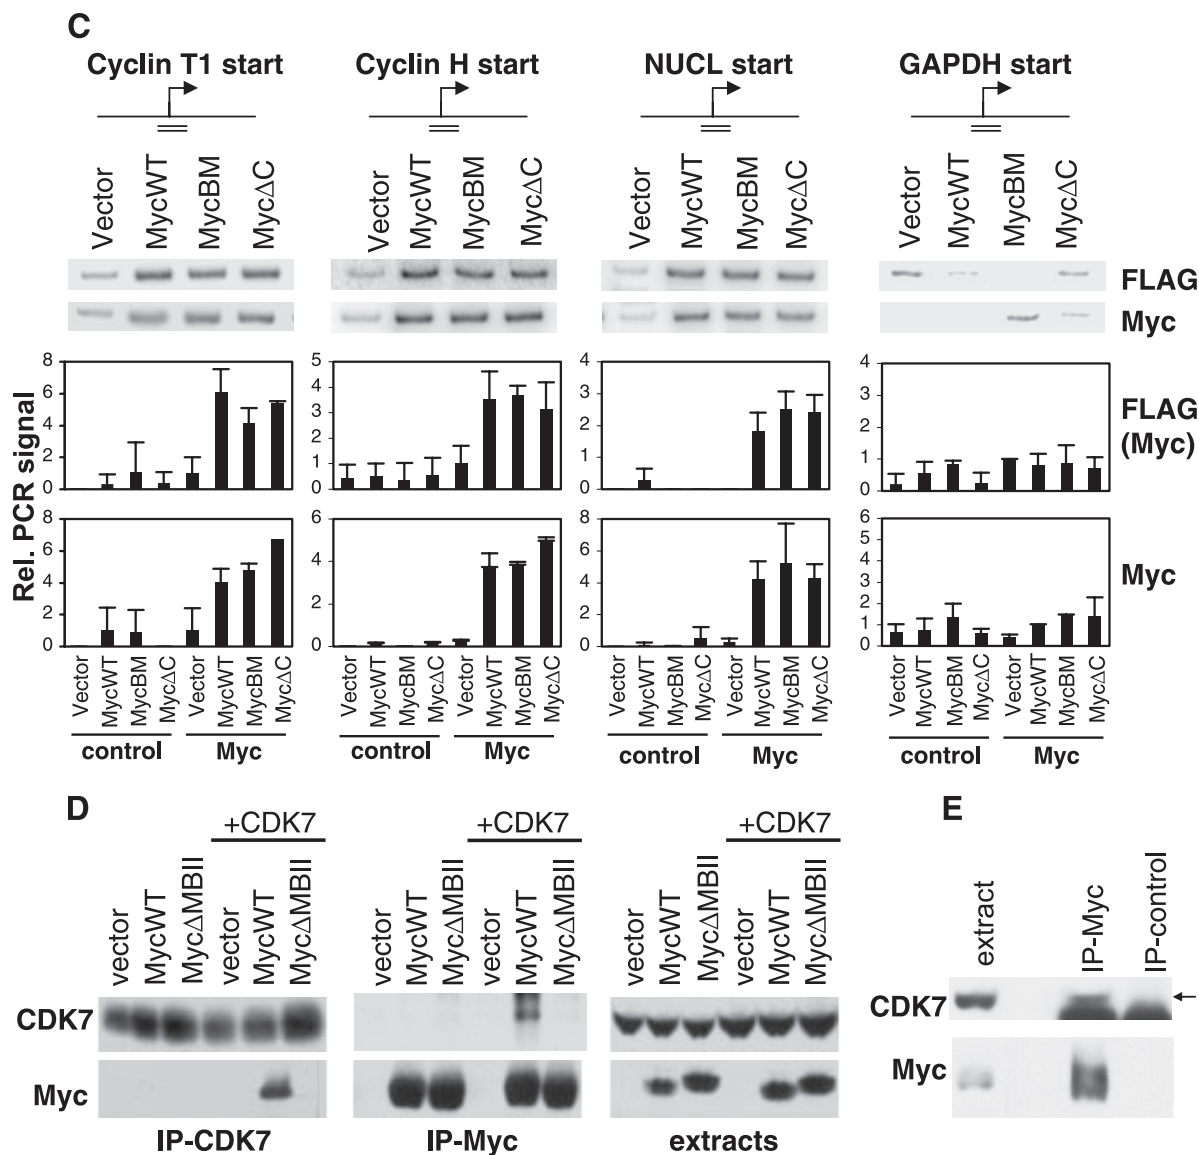 C
Cyclin T1 start
Cyclin H start
NUCL start
GAPDH start
Vector
MycWT
MycBM
MycΔC
Vector
MycWT
MycBM
MycΔC
Vector
MycWT
MycBM
MycΔC
Vector
MycWT
MycBM
MycΔC
FLAG
Myc
Rel. PCR signal
8
6
4
2
0
5
4
3
2
1
0
4
3
2
1
0
4
3
2
1
0
FLAG
(Myc)
8
6
4
2
0
6
4
2
0
8
6
4
2
0
6
5
4
3
2
1
0
Myc
Vector
MycWT
MycBM
MycΔC
Vector
MycWT
MycBM
MycΔC
Vector
MycWT
MycBM
MycΔC
Vector
MycWT
MycBM
MycΔC
Vector
MycWT
MycBM
MycΔC
Vector
MycWT
MycBM
MycΔC
Vector
MycWT
MycBM
MycΔC
Vector
MycWT
MycBM
MycΔC
control Myc
control Myc
control Myc
control Myc
D
+CDK7
+CDK7
+CDK7
vector
MycWT
MycΔMBII
vector
MycWT
MycΔMBII
vector
MycWT
MycΔMBII
vector
MycWT
MycΔMBII
vector
MycWT
MycΔMBII
vector
MycWT
MycΔMBII
CDK7
Myc
IP-CDK7
IP-Myc
extracts
E
extract
IP-Myc
IP-control
CDK7
Myc